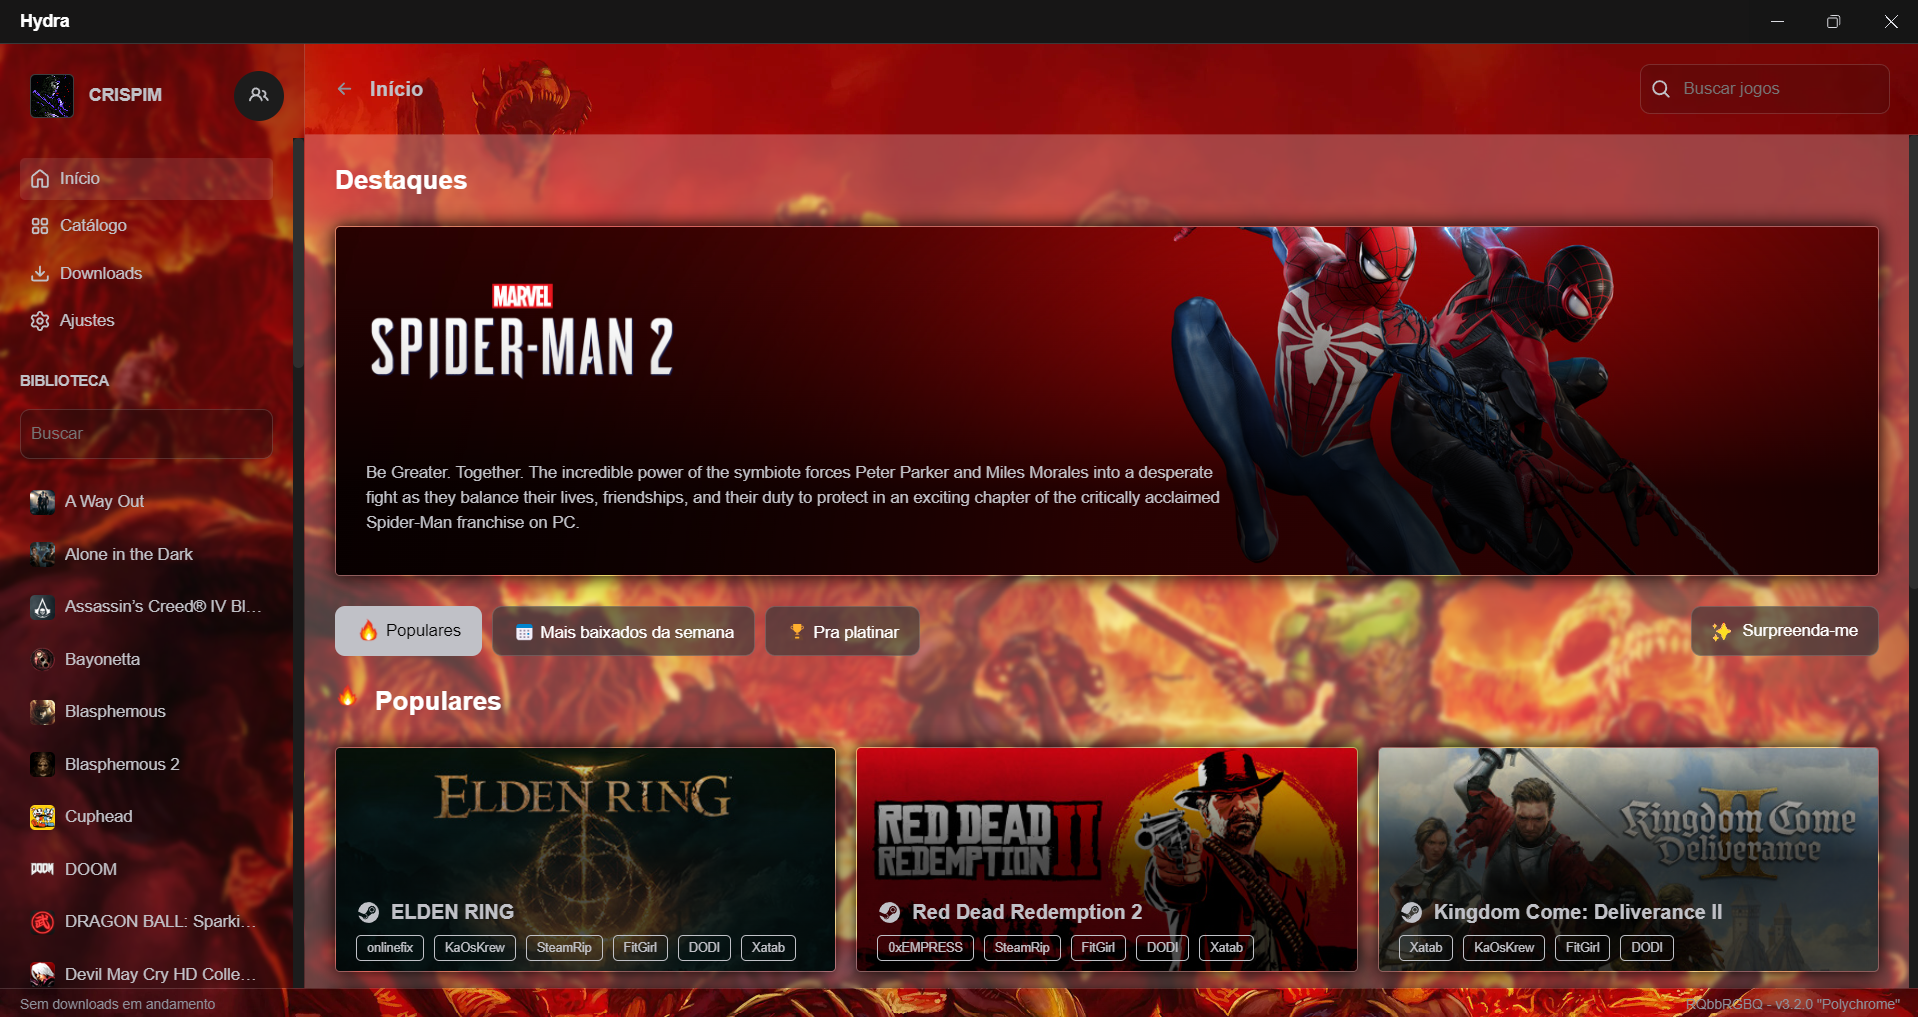 Hydra
CRISPIM
Início
Buscar jogos
Início
Catálogo
Downloads
Ajustes
BIBLIOTECA
Buscar
A Way Out
Alone in the Dark
Assassin's Creed® IV Bl...
Bayonetta
Blasphemous
Blasphemous 2
Cuphead
DOOM
DOOM
DRAGON BALL: Sparki...
Devil May Cry HD Colle...
Destaques
MARVEL
SPIDER-MAN 2
Be Greater. Together. The incredible power of the symbiote forces Peter Parker and Miles Morales into a desperate
fight as they balance their lives, friendships, and their duty to protect in an exciting chapter of the critically acclaimed
Spider-Man franchise on PC.
Populares
Mais baixados da semana
Pra platinar
Surpreenda-me
Populares
ELDEN RING
ELDEN RING
onlinefix KaOsKrew SteamRip FitGirl DODI Xatab
RED DEAD
REDEMPTION II
Red Dead Redemption 2
0xEMPRESS SteamRip FitGirl DODI Xatab
Kingdom Come
Deliverance
II
Kingdom Come: Deliverance II
Xatab KaOsKrew FitGirl DODI
Sem downloads em andamento
RQbbRGBQ - v3.2.0 "Polychrome"